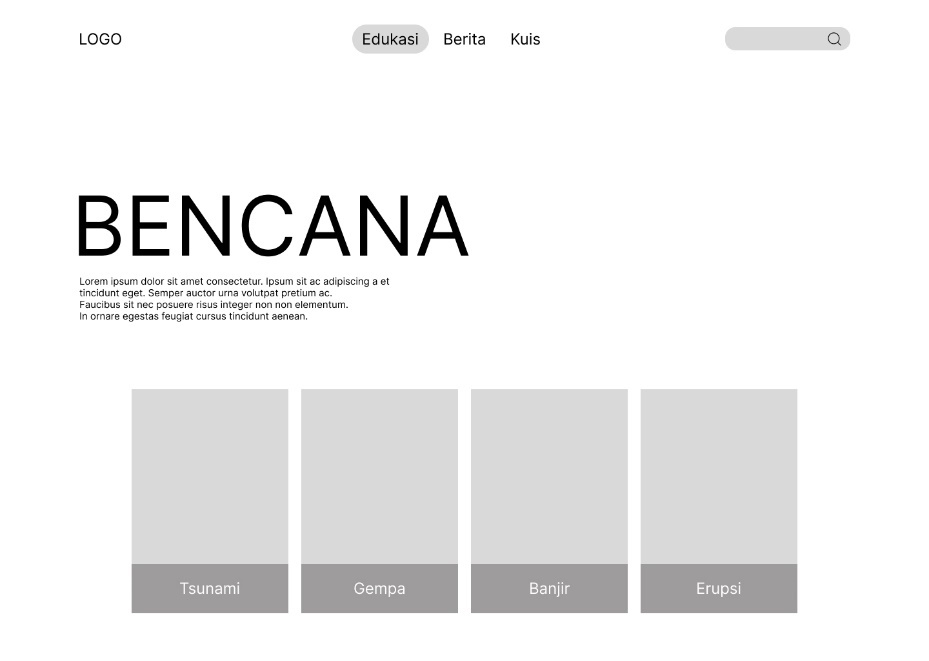 LOGO
Edukasi
Berita
Kuis
BENCANA
Lorem ipsum dolor sit amet consectetur. Ipsum sit ac adipiscing a et
tincidunt eget. Semper auctor urna volutpat pretium ac.
Faucibus sit nec posuere risus integer non non elementum.
In ornare egestas feugiat cursus tincidunt aenean.
Tsunami
Gempa
Banjir
Erupsi